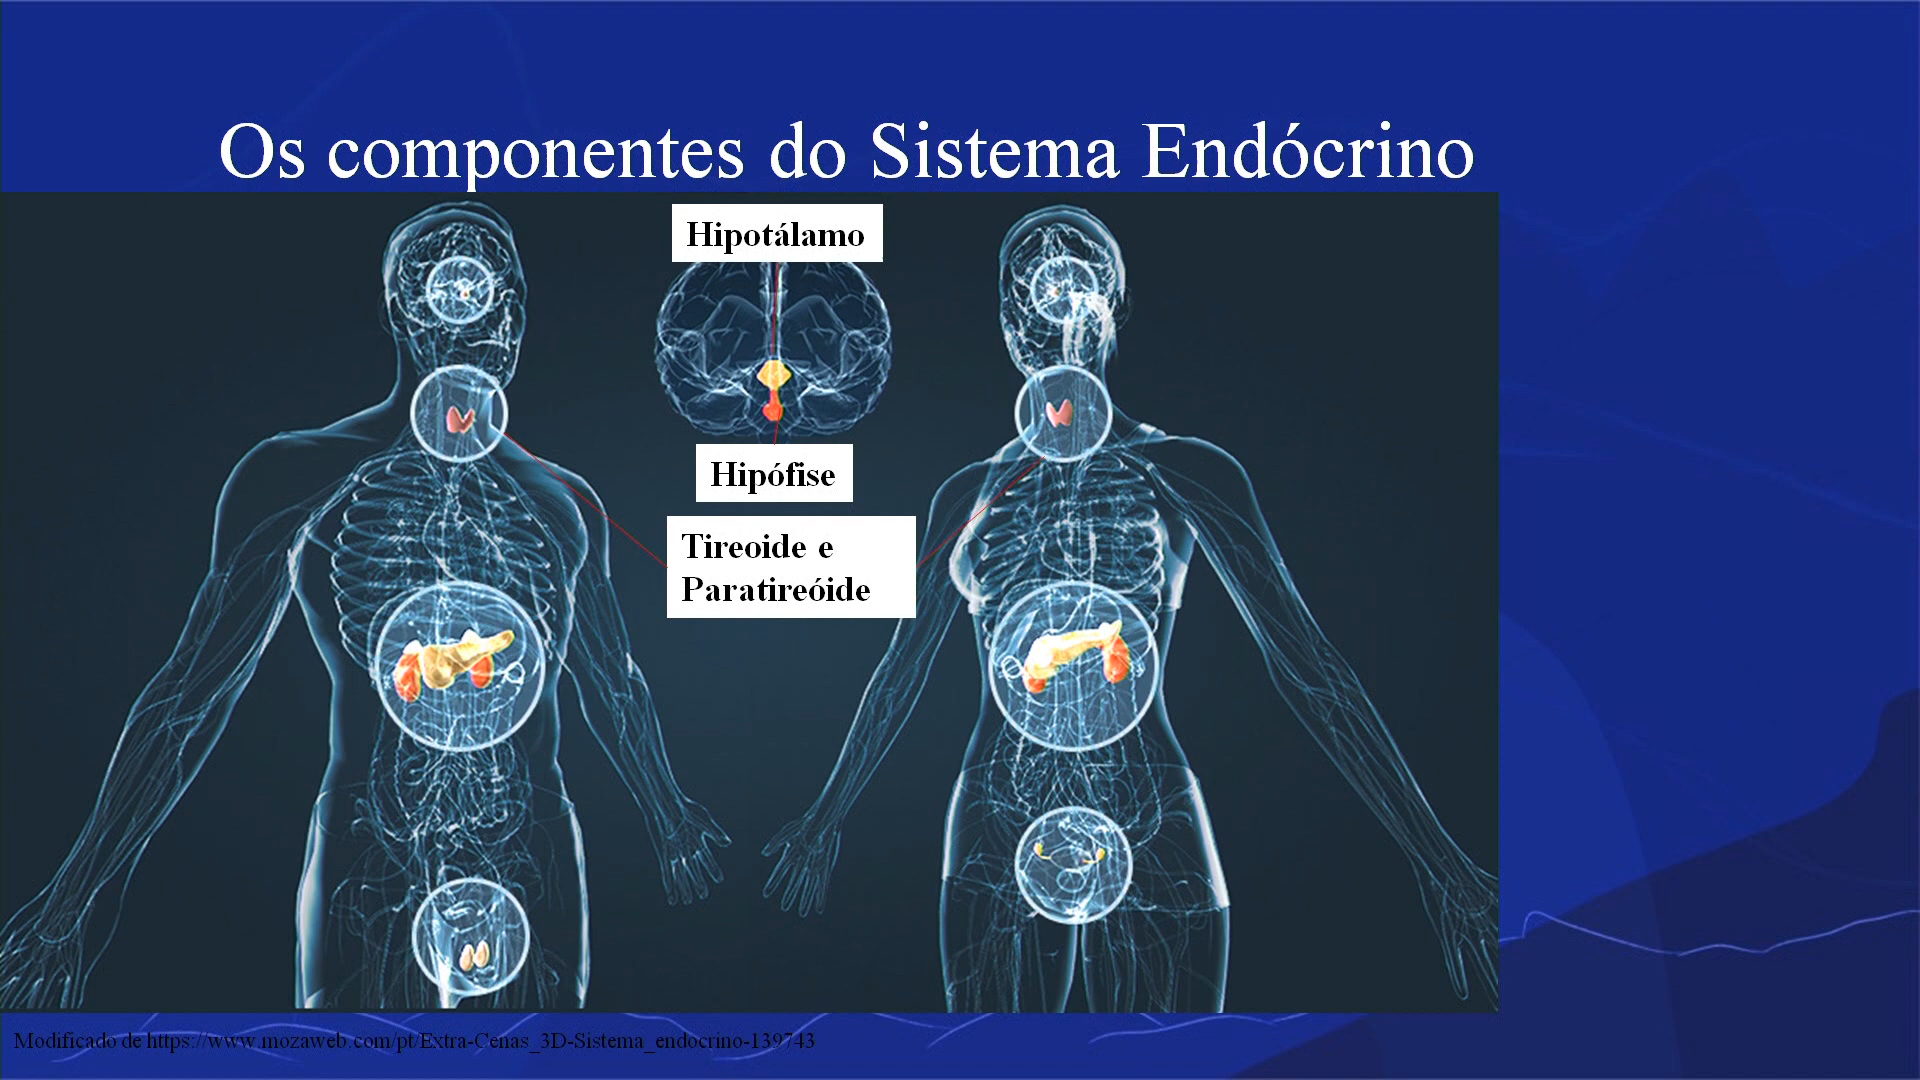 Os componentes do Sistema Endócrino
Hipotálamo
Hipófise
Tireoide e
Paratireóide
Modificado de https://www.mozaweb.com/pt/Extra-Cenas_3D-Sistema_endocrino-139743